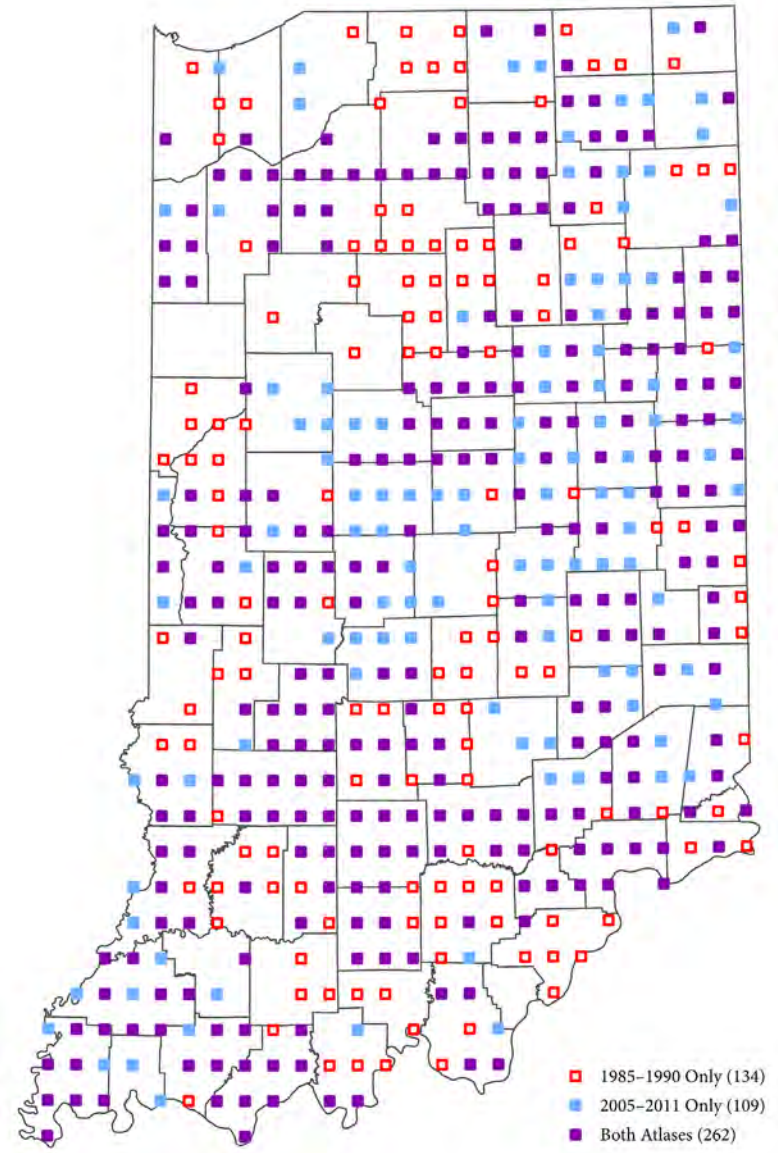 1985–1990 Only (134)
2005–2011 Only (109)
Both Atlases (262)